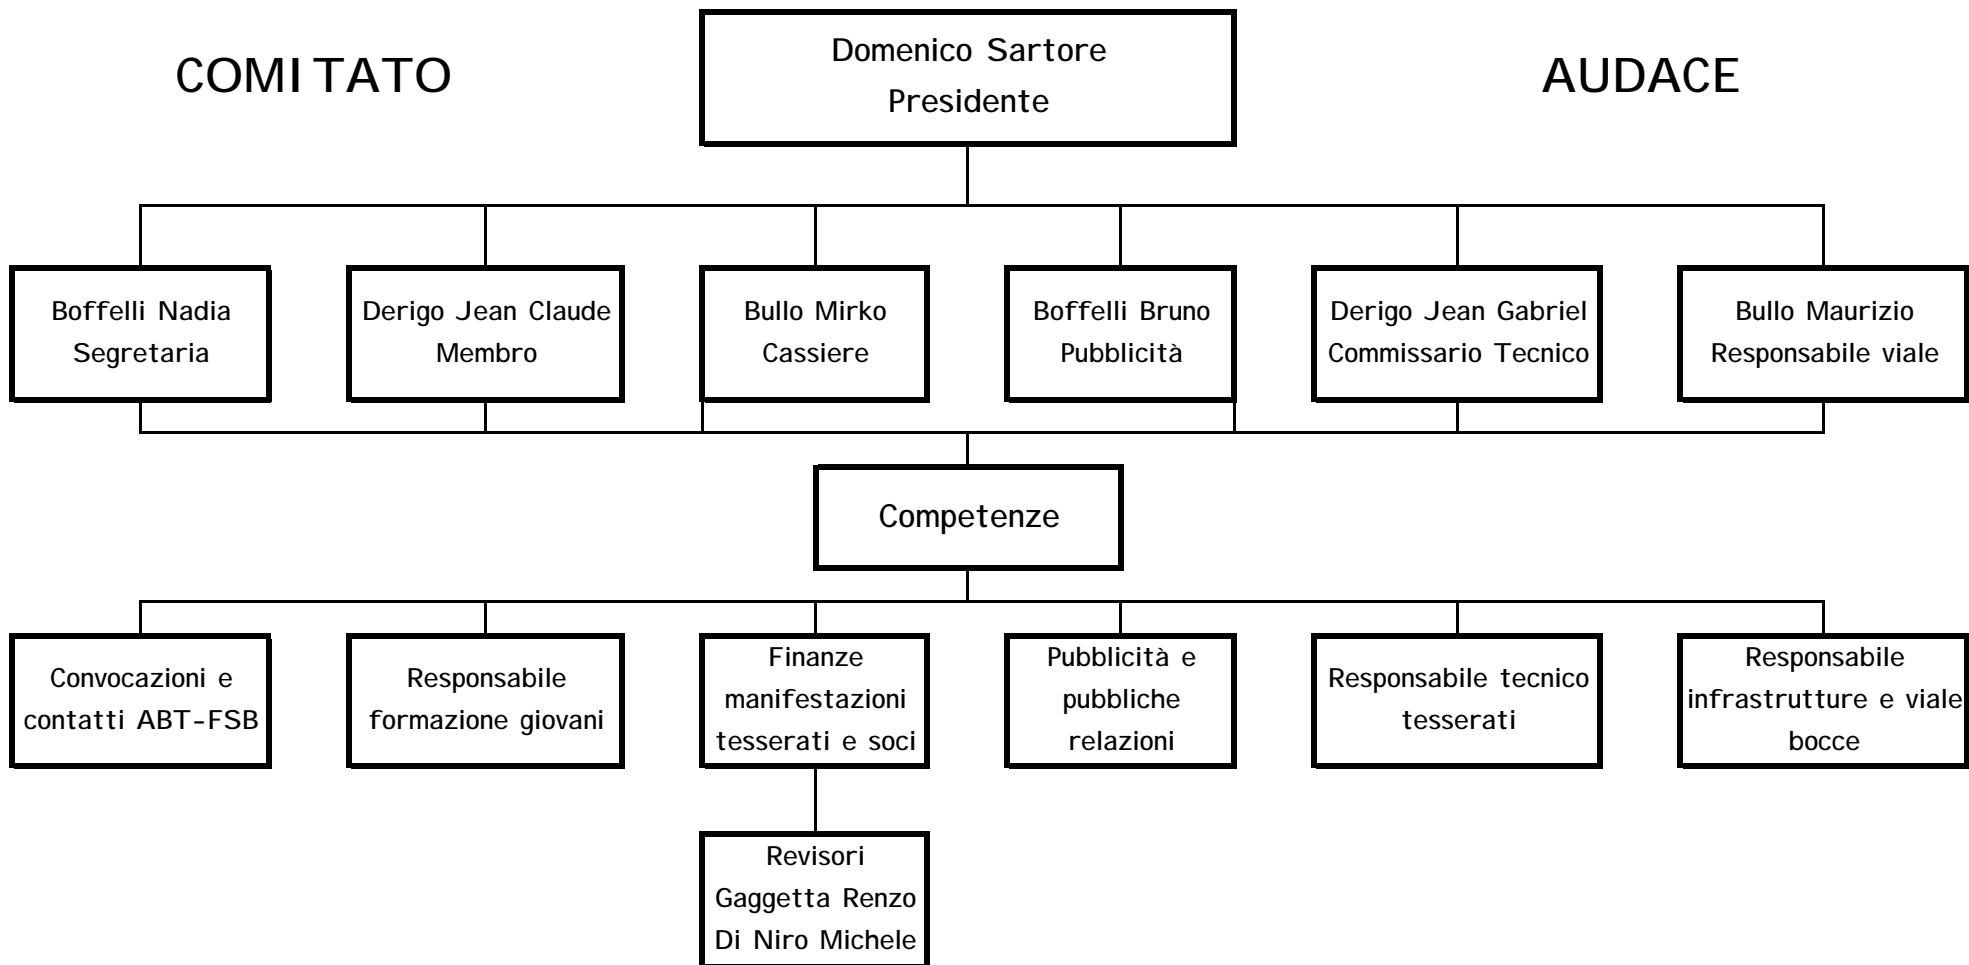 COMITATO
Domenico Sartore
Presidente
AUDACE
Boffelli Nadia
Segretaria
Derigo Jean Claude
Membro
Bullo Mirko
Cassiere
Boffelli Bruno
Pubblicità
Derigo Jean Gabriel
Commissario Tecnico
Bullo Maurizio
Responsabile viale
Competenze
Convocazioni e
contatti ABT-FSB
Responsabile
formazione giovani
Finanze
manifestazioni
tesserati e soci
Pubblicità e
pubbliche
relazioni
Responsabile tecnico
tesserati
Responsabile
infrastrutture e viale
bocce
Revisori
Gaggetta Renzo
Di Niro Michele